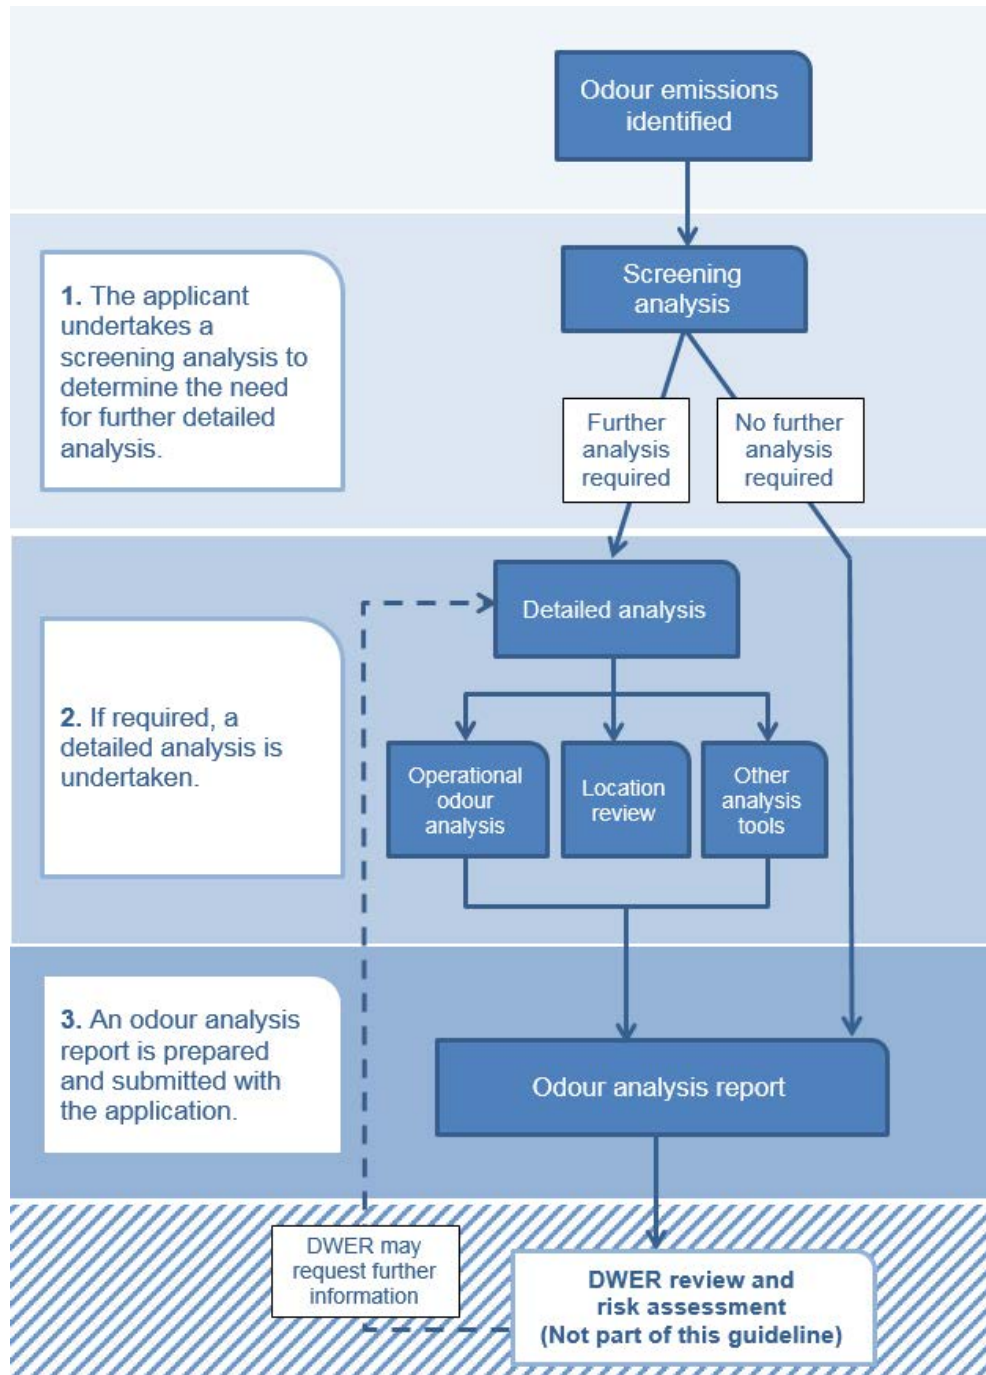 Odour emissions
identified
1. The applicant
undertakes a
screening analysis to
determine the need
for further detailed
analysis.
Screening
analysis
Further
analysis
required
No further
analysis
required
Detailed analysis
2. If required, a
detailed analysis is
undertaken.
Operational
odour
analysis
Location
review
Other
analysis
tools
3. An odour analysis
report is prepared
and submitted with
the application.
Odour analysis report
DWER may
request further
information
DWER review and
risk assessment
(Not part of this guideline)